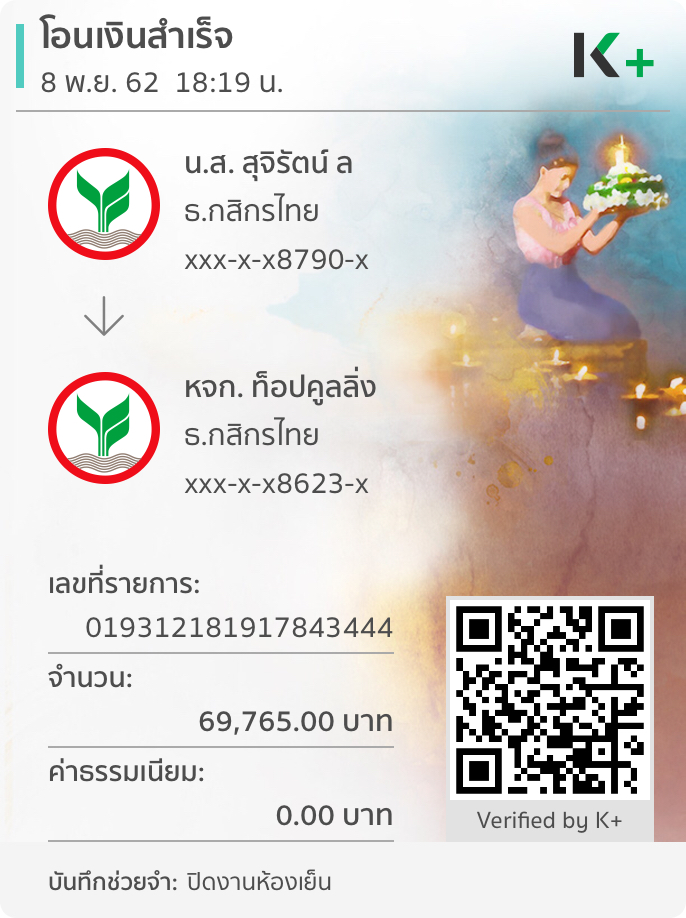 โอนเงินสำเร็จ
8 พ.ย. 62 18:19 น.
K+
น.ส. สุจิรัตน์ ล
ธ.กสิกรไทย
xxx-x-x8790-x
หจก. ท็อปคูลลิ่ง
ธ.กสิกรไทย
xxx-x-x8623-x
เลขที่รายการ:
019312181917843444
จำนวน:
69,765.00 บาท
ค่าธรรมเนียม:
0.00 บาท
Verified by K+
บันทึกช่วยจำ: ปิดงานห้องเย็น